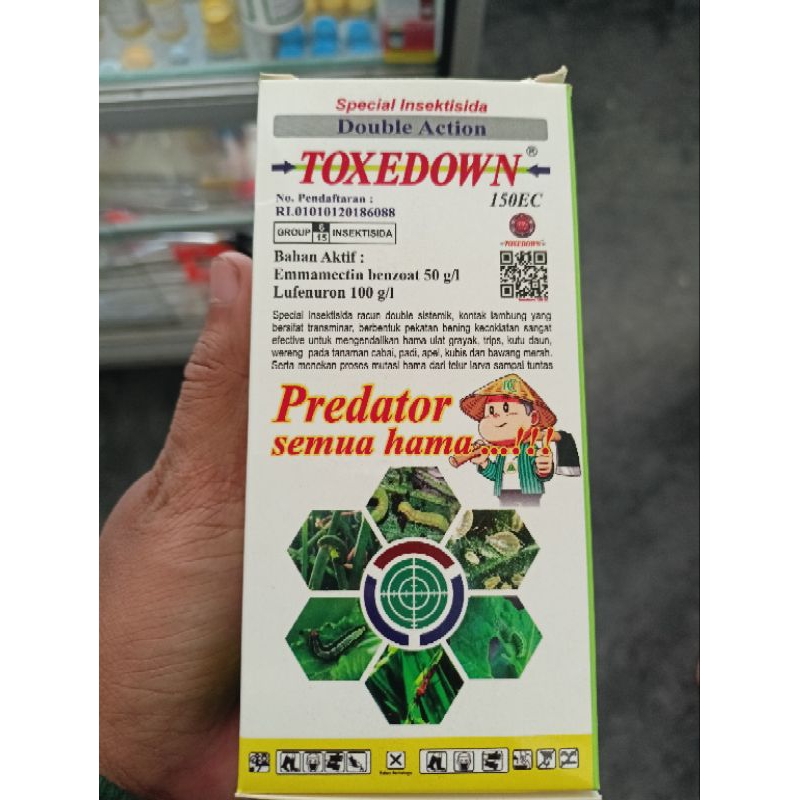 Special Insektisida
Double Action
TOXEDOWN®
150EC
No. Pendaftaran :
RI.01010120186088
GROUP 6 15 INSEKTISIDA
TOXEDOWN
Bahan Aktif :
Emmamectin benzoat 50 g/l
Lufenuron 100 g/l
Special Insektisida racun double sistemik, kontak lambung yang
bersifat transminar, berbentuk pekatan bening kecoklatan sangat
efective untuk mengendalikan hama ulat grayak, trips, kutu daun,
wereng pada tanaman cabai, padi, apel, kubis dan bawang merah.
Serta menekan proses mutasi hama dari telur larva sampai tuntas
Predator
semua hama...!!!